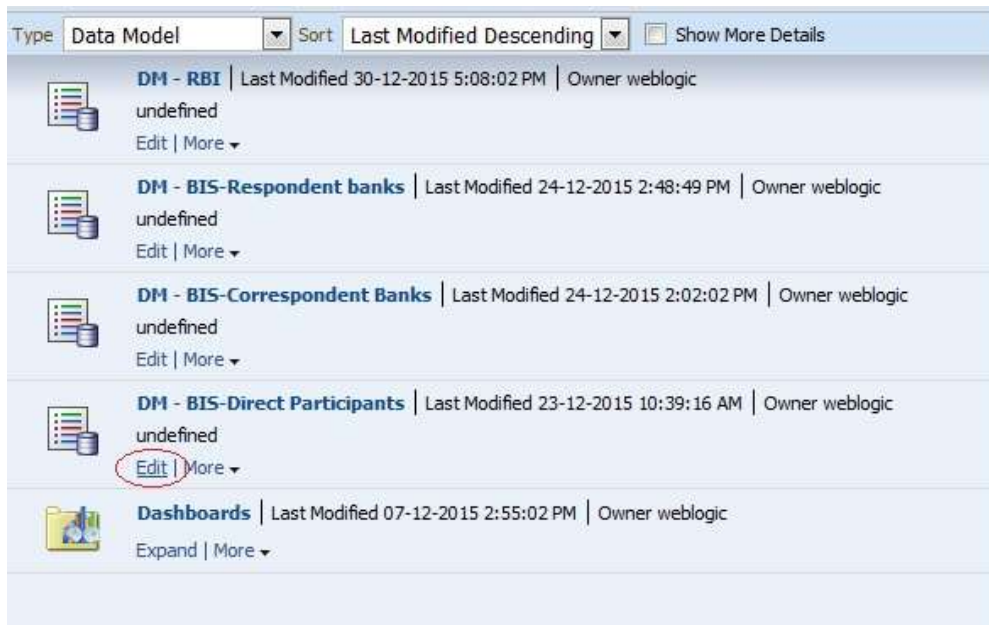 Type Data Model Sort Last Modified Descending Show More Details
DM - RBI | Last Modified 30-12-2015 5:08:02 PM | Owner weblogic
undefined
Edit | More
DM - BIS-Respondent banks | Last Modified 24-12-2015 2:48:49 PM | Owner weblogic
undefined
Edit | More
DM - BIS-Correspondent Banks | Last Modified 24-12-2015 2:02:02 PM | Owner weblogic
undefined
Edit | More
DM - BIS-Direct Participants | Last Modified 23-12-2015 10:39:16 AM | Owner weblogic
undefined
Edit | More
Dashboards | Last Modified 07-12-2015 2:55:02 PM | Owner weblogic
Expand | More